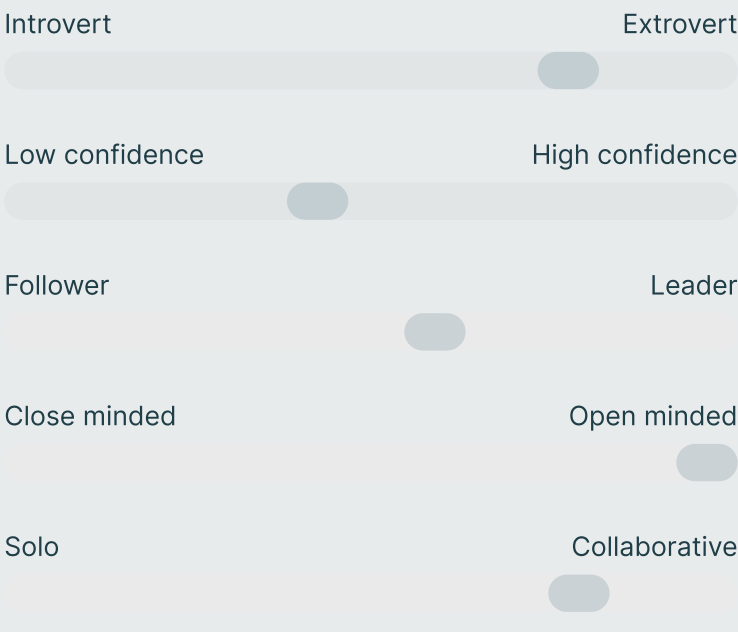 Introvert Extrovert
Low confidence High confidence
Follower Leader
Close minded Open minded
Solo Collaborative